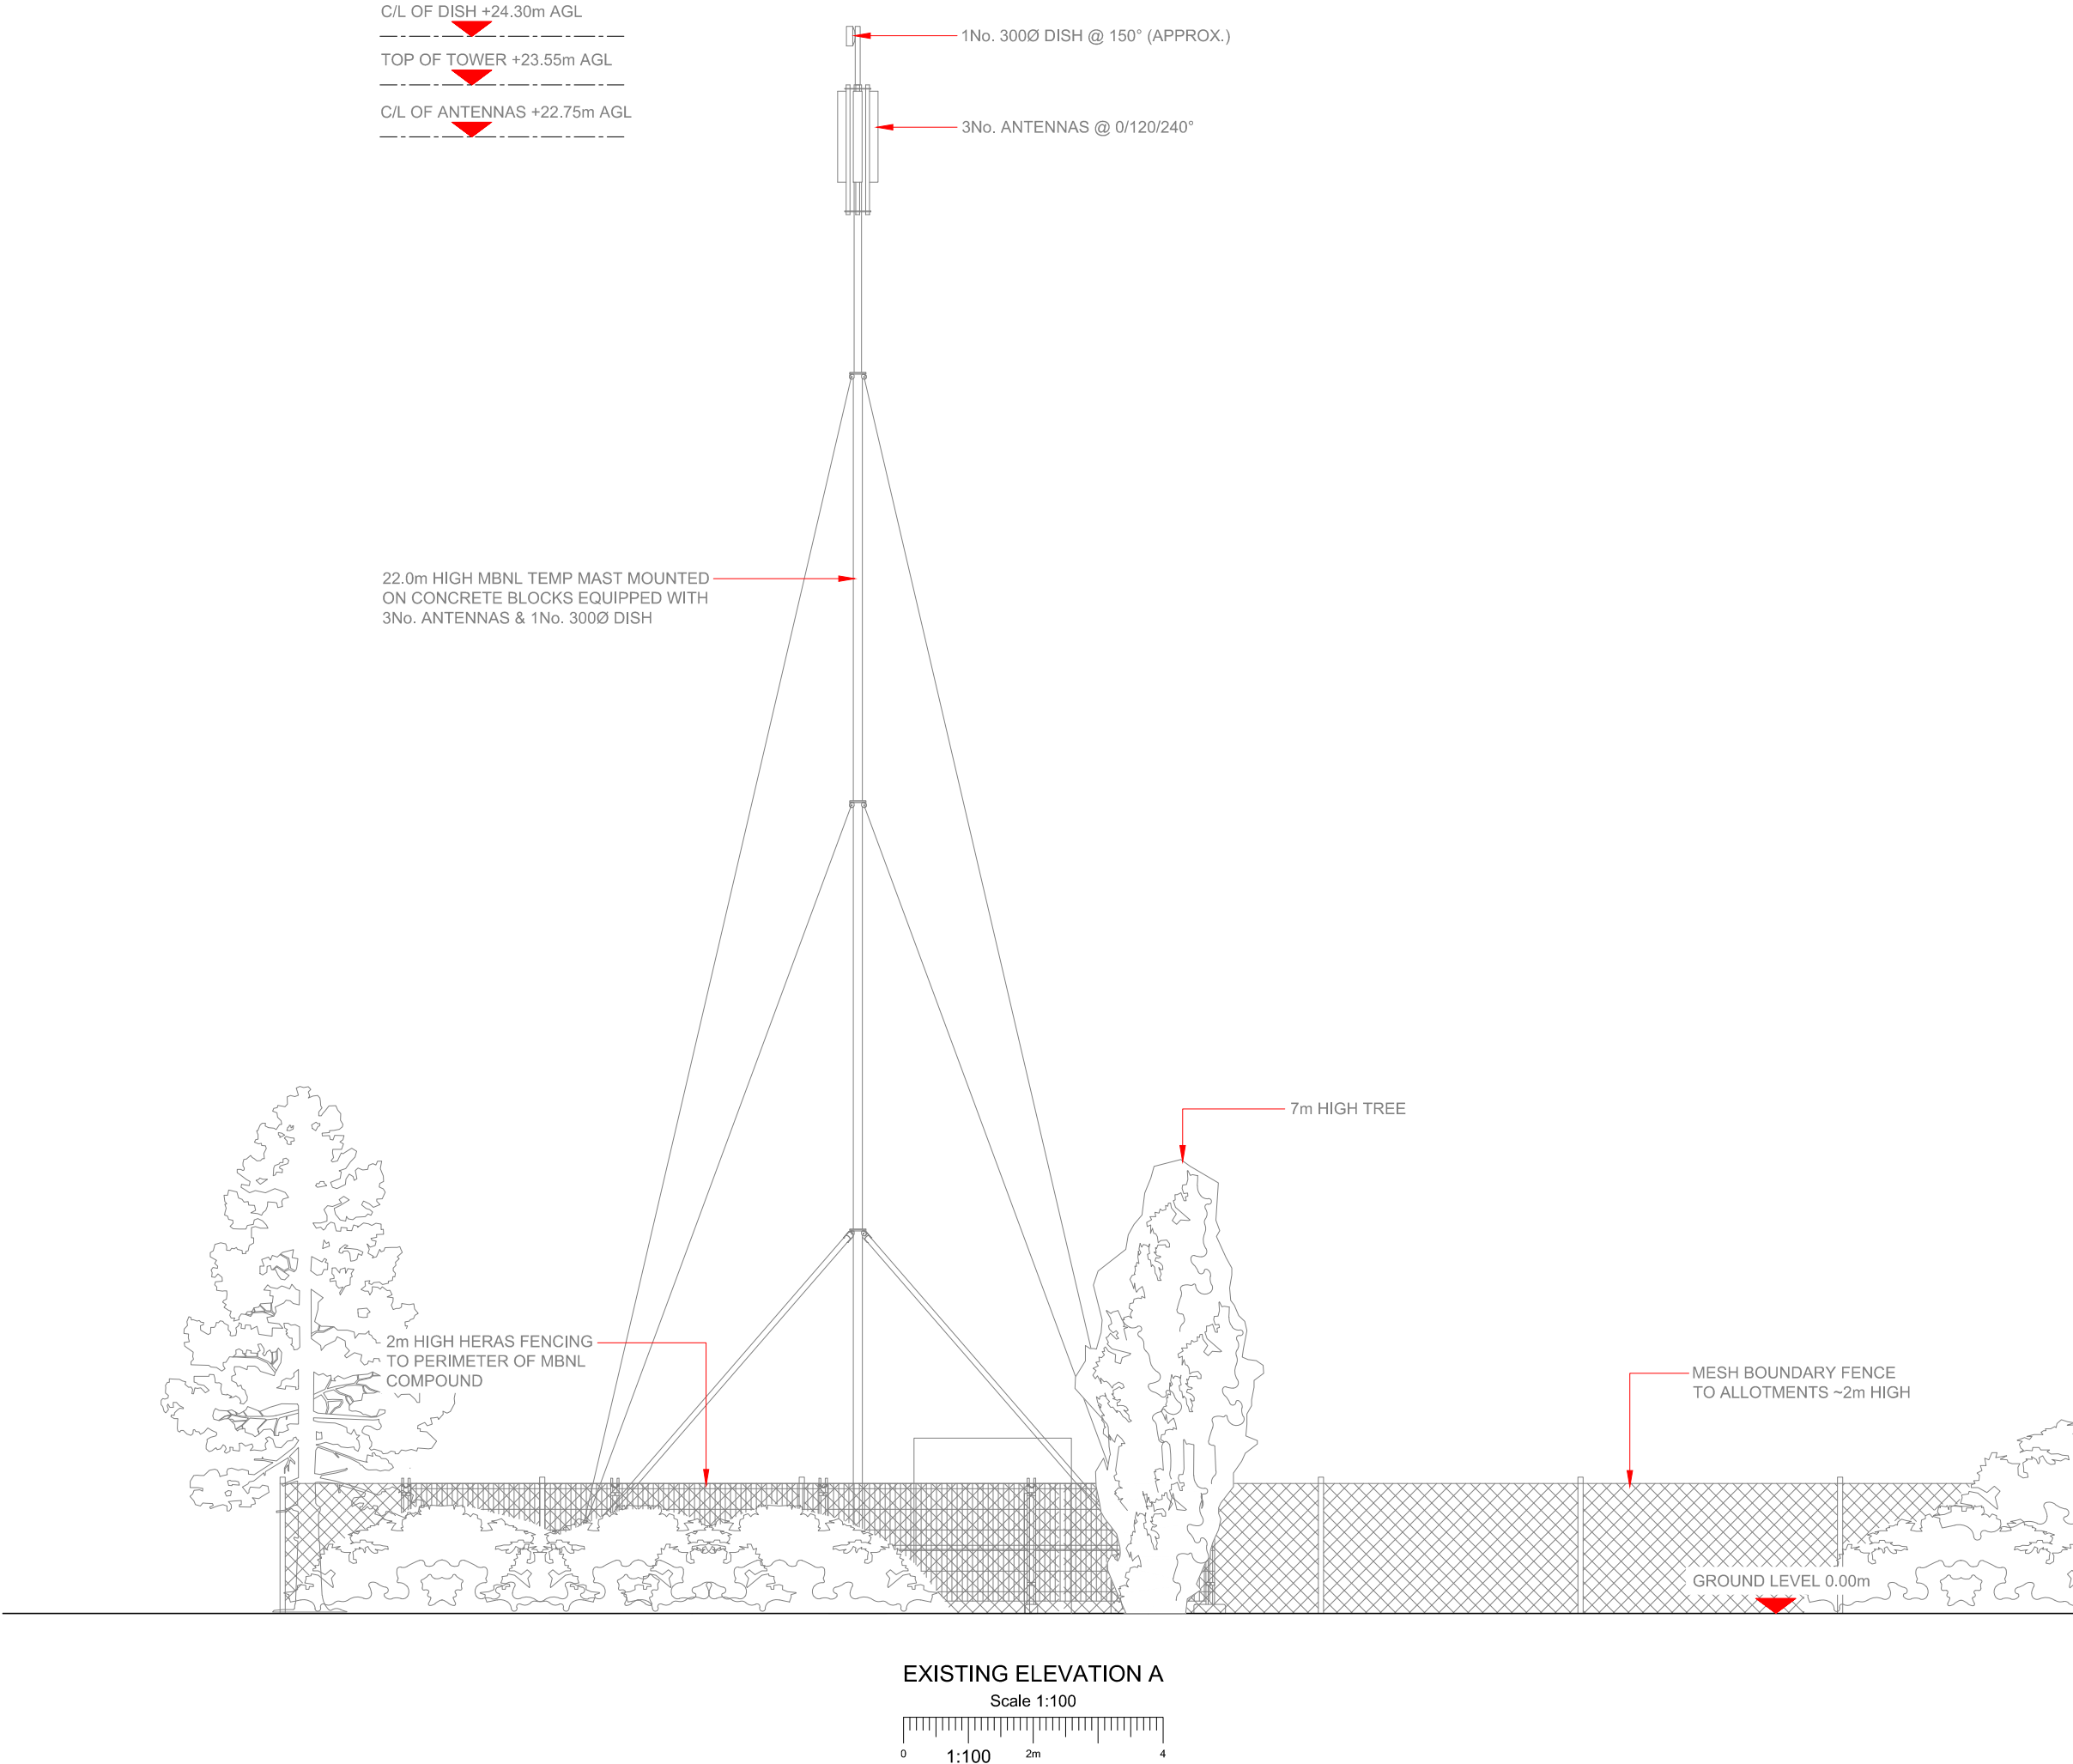 C/L OF DISH +24.30m AGL
TOP OF TOWER +23.55m AGL
C/L OF ANTENNAS +22.75m AGL
1No. 300Ø DISH @ 150° (APPROX.)
3No. ANTENNAS @ 0/120/240°
22.0m HIGH MBNL TEMP MAST MOUNTED
ON CONCRETE BLOCKS EQUIPPED WITH
3No. ANTENNAS & 1No. 300Ø DISH
7m HIGH TREE
2m HIGH HERAS FENCING
TO PERIMETER OF MBNL
COMPOUND
MESH BOUNDARY FENCE
TO ALLOTMENTS ~2m HIGH
GROUND LEVEL 0.00m
EXISTING ELEVATION A
Scale 1:100
0 1:100 2m 4